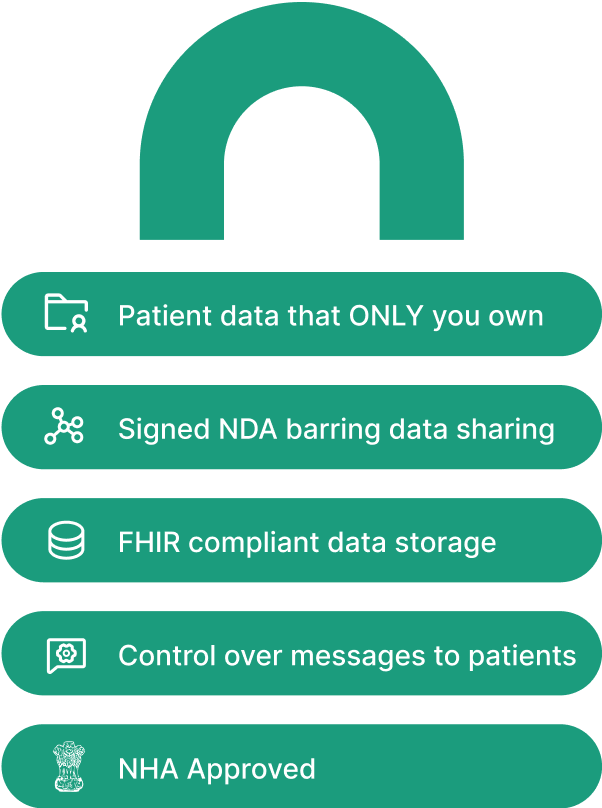 Patient data that ONLY you own
Signed NDA barring data sharing
FHIR compliant data storage
Control over messages to patients
NHA Approved